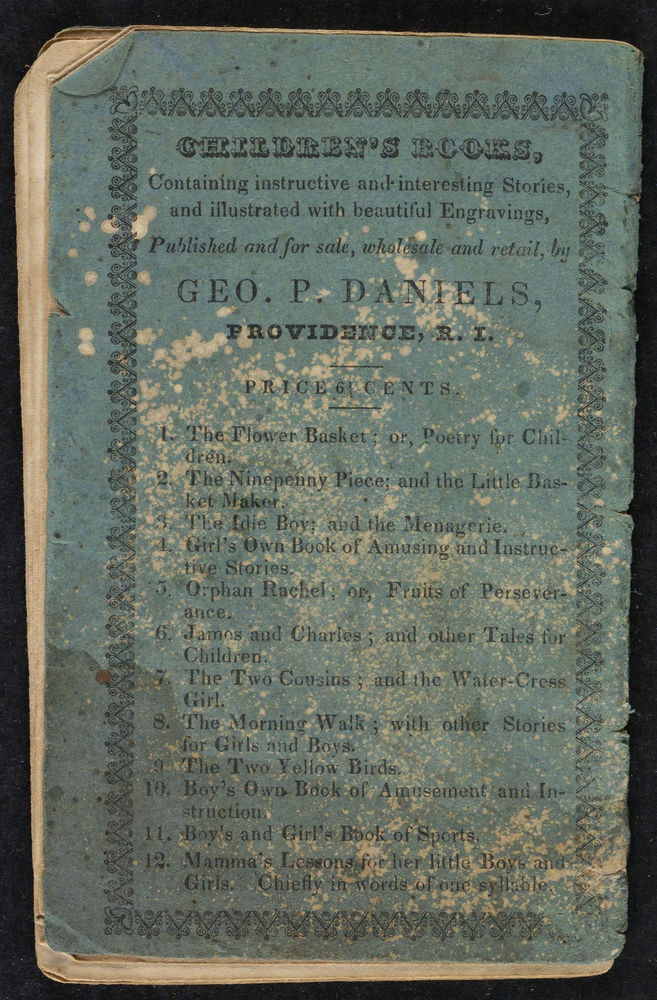 CHILDREN'S BOOKS,
Containing instructive and interesting Stories,
and illustrated with beautiful Engravings,
Published and for sale, wholesale and retail, by
GEO. P. DANIELS,
PROVIDENCE, R. I.
PRICE 6¼ CENTS.
1. The Flower Basket; or, Poetry for Chil-
dren.
2. The Ninepenny Piece; and the Little Bas-
ket Maker.
3. The Idle Boy; and the Menagerie.
4. Girl's Own Book of Amusing and Instruc-
tive Stories.
5. Orphan Rachel; or, Fruits of Persever-
ance.
6. James and Charles; and other Tales for
Children.
7. The Two Cousins; and the Water-Cress
Girl.
8. The Morning Walk; with other Stories
for Girls and Boys.
9. The Two Yellow Birds.
10. Boy's Own Book of Amusement and In-
struction.
11. Boy's and Girl's Book of Sports.
12. Mamma's Lessons for her little Boys and
Girls. Chiefly in words of one syllable.